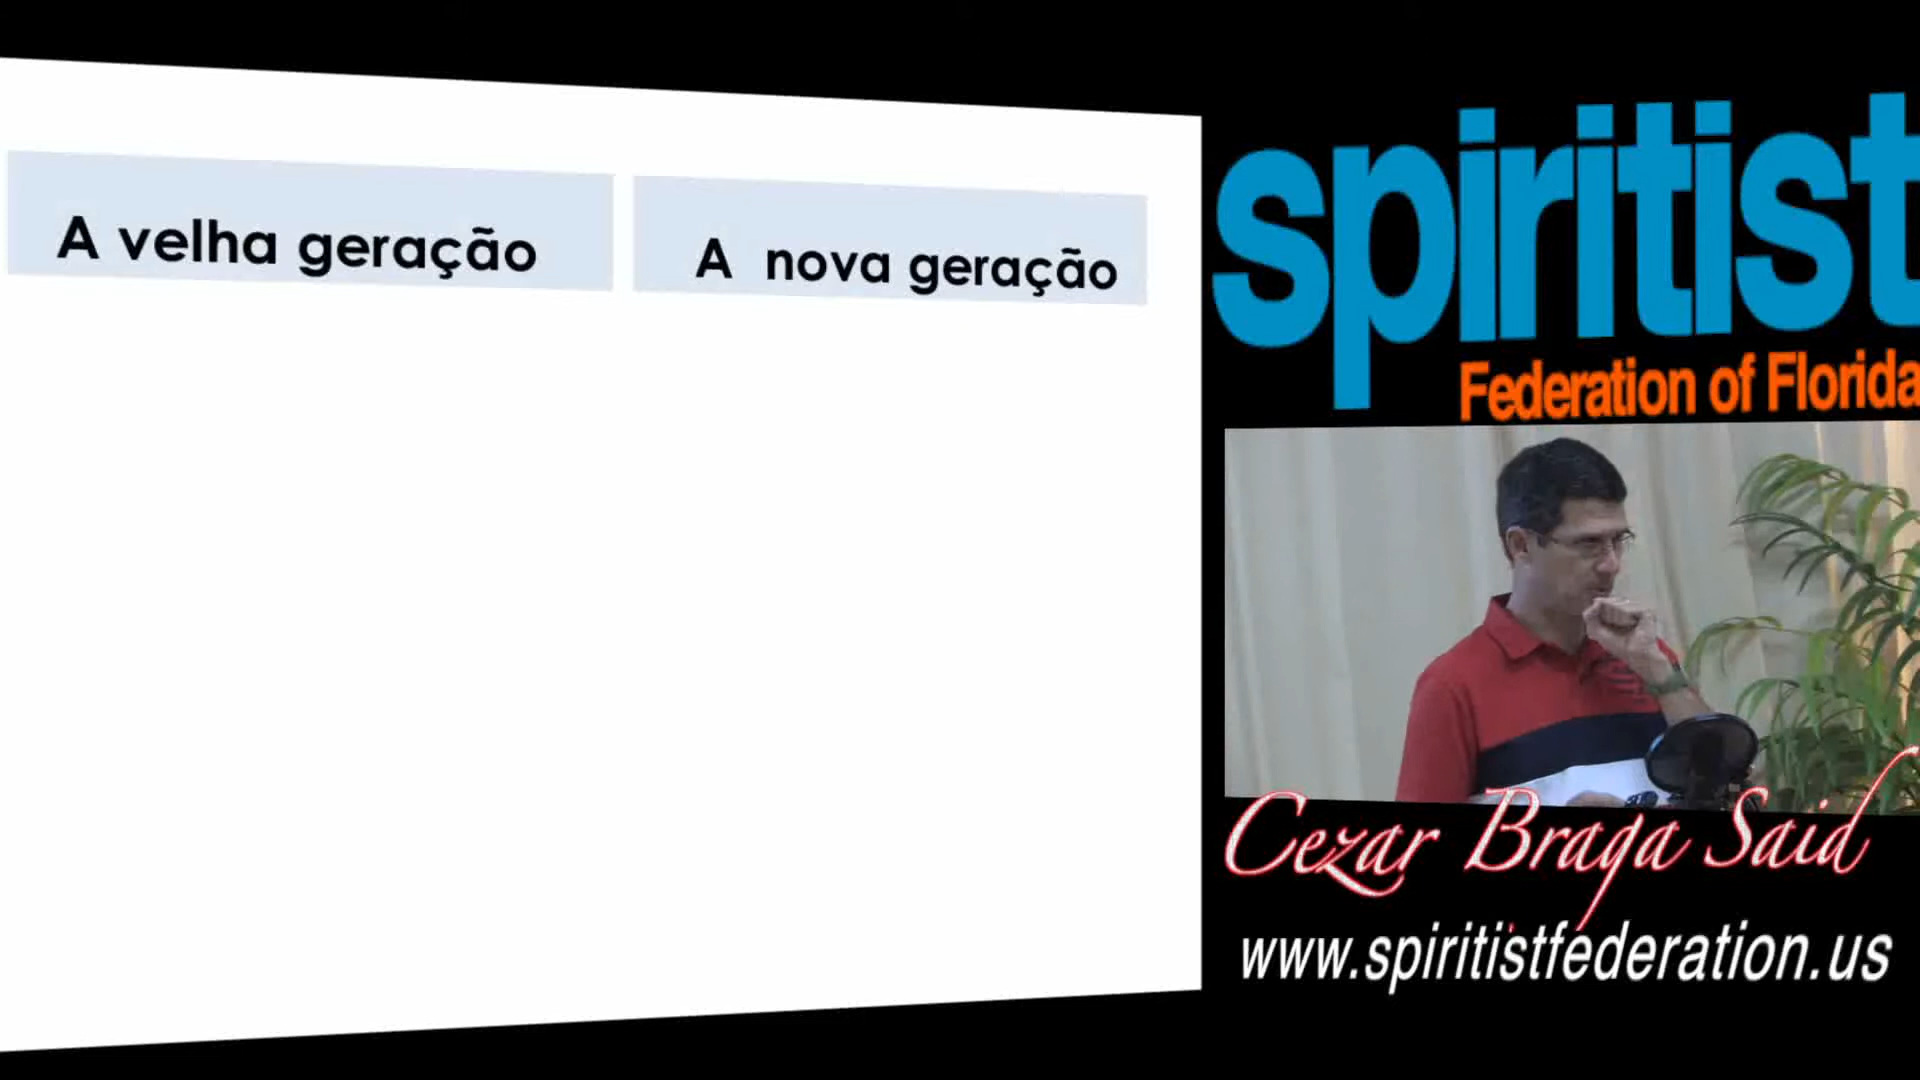 A velha geração
A nova geração
spiritist
Federation of Florida
Cezar Braga Said
www.spiritistfederation.us